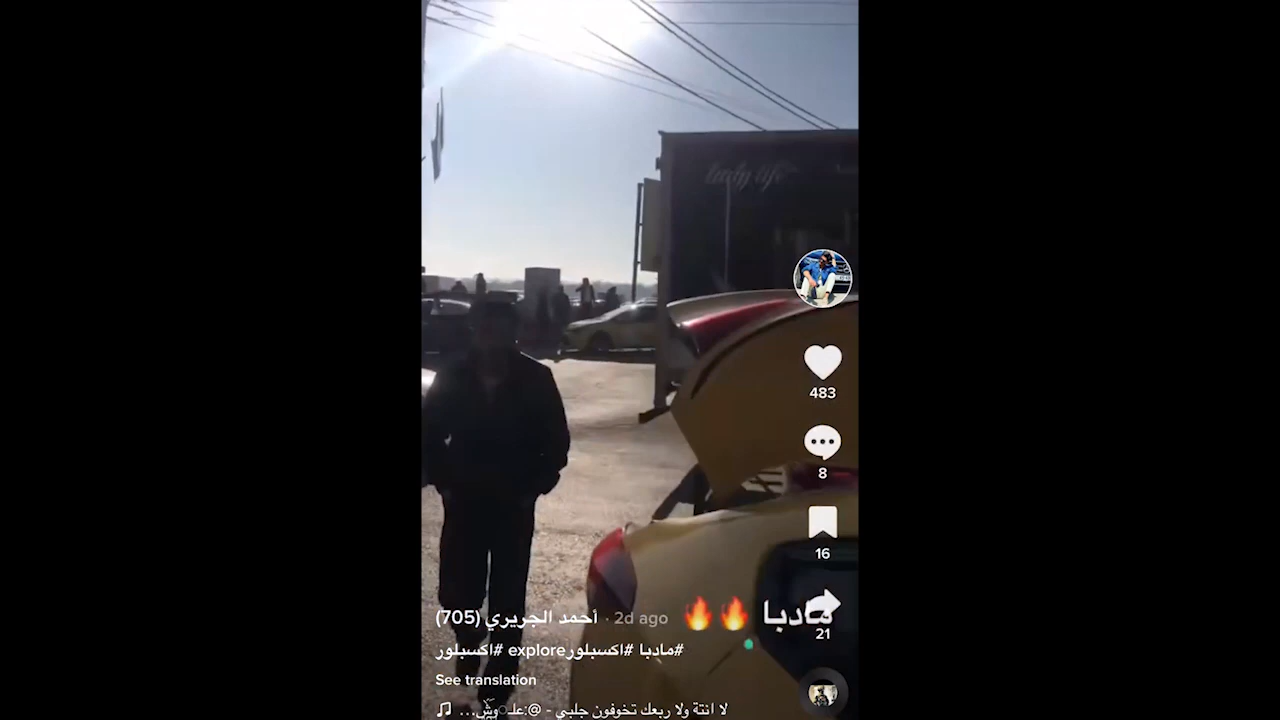 lady life
483
8
16
مادبا 🔥🔥
21
أحمد الجريري (705) · 2d ago
#مادبا #اكسبلورexplore #اكسبلور
See translation
لا انتة ولا ربعك تخوفون جلبي - @:علـ